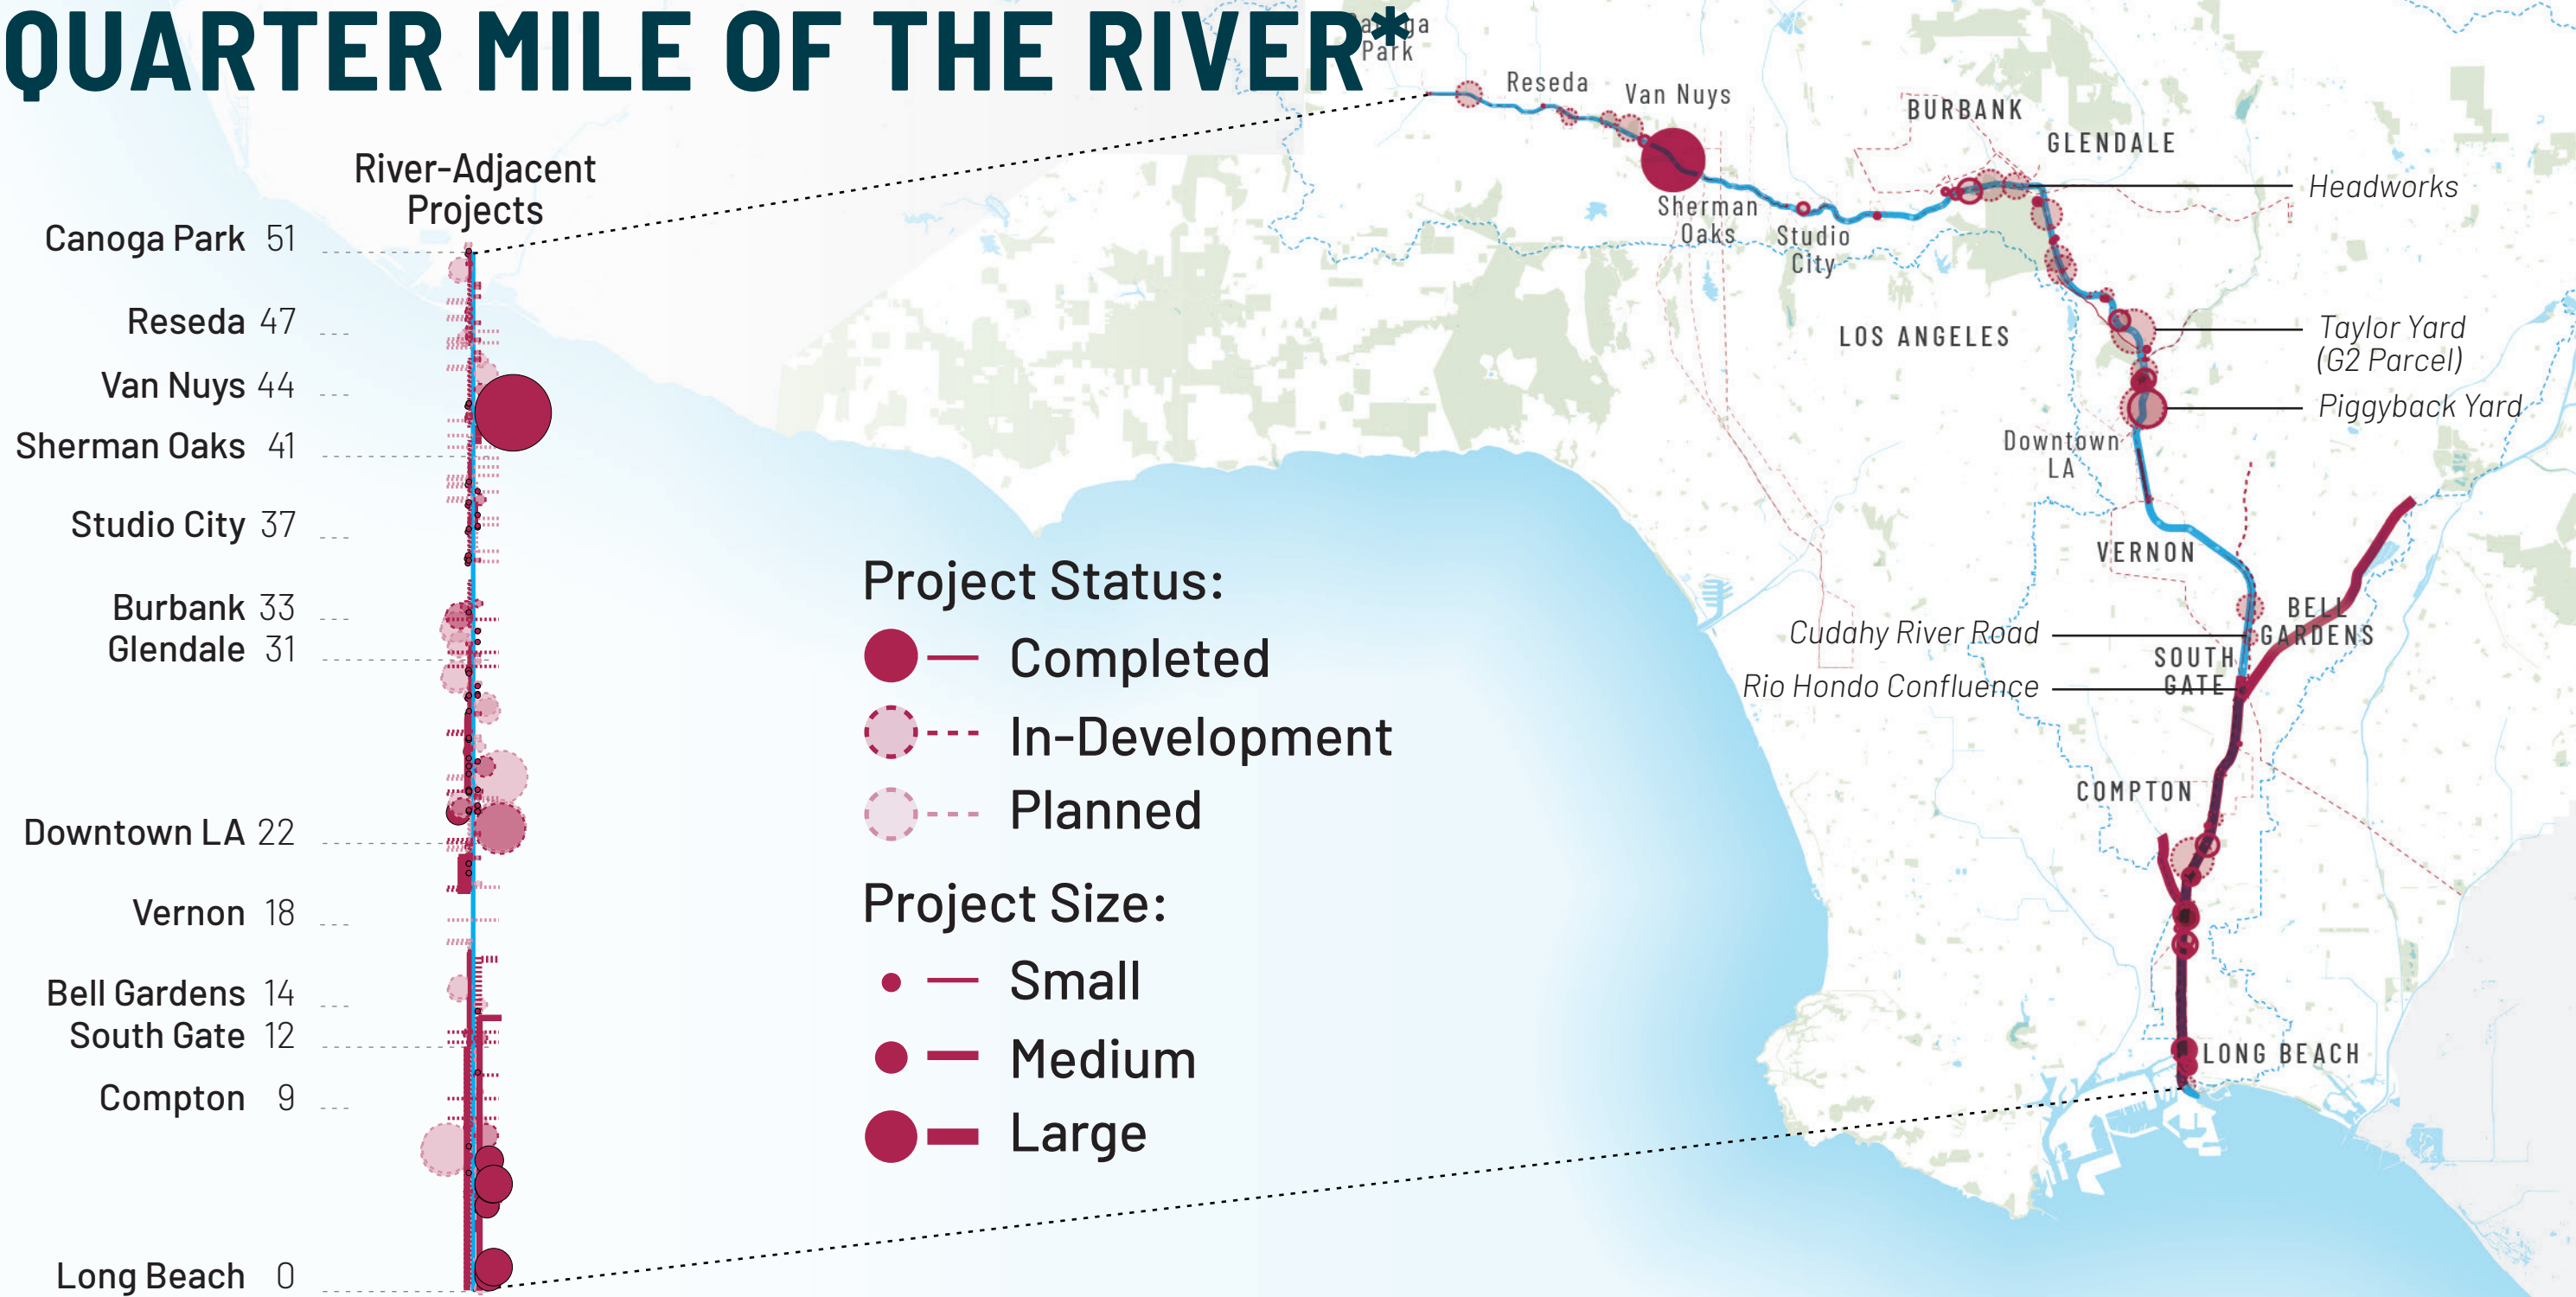 QUARTER MILE OF THE RIVER*
River-Adjacent
Projects
Canoga Park 51
Reseda 47
Van Nuys 44
Sherman Oaks 41
Studio City 37
Burbank 33
Glendale 31
Downtown LA 22
Vernon 18
Bell Gardens 14
South Gate 12
Compton 9
Long Beach 0
Project Status:
Completed
In-Development
Planned
Project Size:
Small
Medium
Large
Park
Reseda
Van Nuys
BURBANK
GLENDALE
Headworks
Sherman
Oaks
Studio
City
LOS ANGELES
Taylor Yard
(G2 Parcel)
Piggyback Yard
Downtown
LA
VERNON
BELL
GARDENS
Cudahy River Road
SOUTH
GATE
Rio Hondo Confluence
COMPTON
LONG BEACH